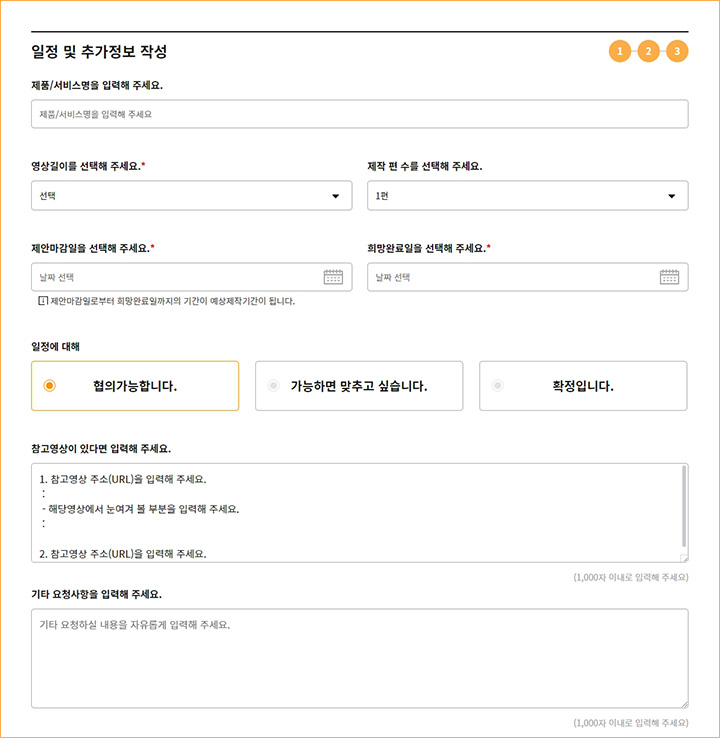 일정 및 추가정보 작성
1 2 3
제품/서비스명을 입력해 주세요.
제품/서비스명을 입력해 주세요
영상길이를 선택해 주세요.*
제작 편 수를 선택해 주세요.
선택
1편
제안마감일을 선택해 주세요.*
희망완료일을 선택해 주세요.*
날짜 선택
날짜 선택
제안마감일로부터 희망완료일까지의 기간이 예상제작기간이 됩니다.
일정에 대해
협의가능합니다.
가능하면 맞추고 싶습니다.
확정입니다.
참고영상이 있다면 입력해 주세요.
1. 참고영상 주소(URL)을 입력해 주세요.
:
- 해당영상에서 눈여겨 볼 부분을 입력해 주세요.
:
2. 참고영상 주소(URL)을 입력해 주세요.
(1,000자 이내로 입력해 주세요)
기타 요청사항을 입력해 주세요.
기타 요청하실 내용을 자유롭게 입력해 주세요.
(1,000자 이내로 입력해 주세요)